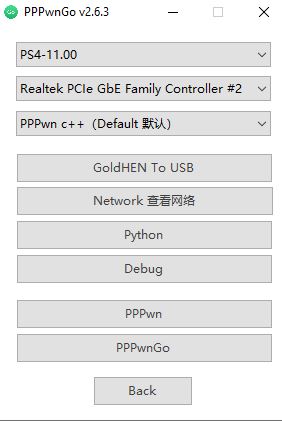 GO
PPPwnGo v2.6.3
PS4-11.00
Realtek PCIe GbE Family Controller #2
PPPwn c++（Default 默认）
GoldHEN To USB
Network 查看网络
Python
Debug
PPPwn
PPPwnGo
Back